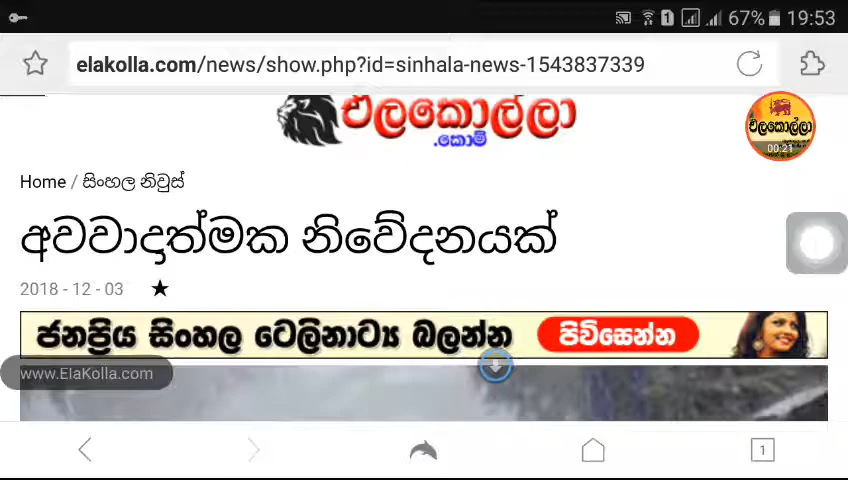 67% 19:53
elakolla.com/news/show.php?id=sinhala-news-1543837339
එලකොල්ලා
.කොම්
එලකොල්ලා
00:21
Home / සිංහල නිවුස්
අවවාදාත්මක නිවේදනයක්
2018 - 12 - 03 ★
ජනප්‍රිය සිංහල ටෙලිනාට්‍ය බලන්න පිවිසෙන්න
www.ElaKolla.com
1